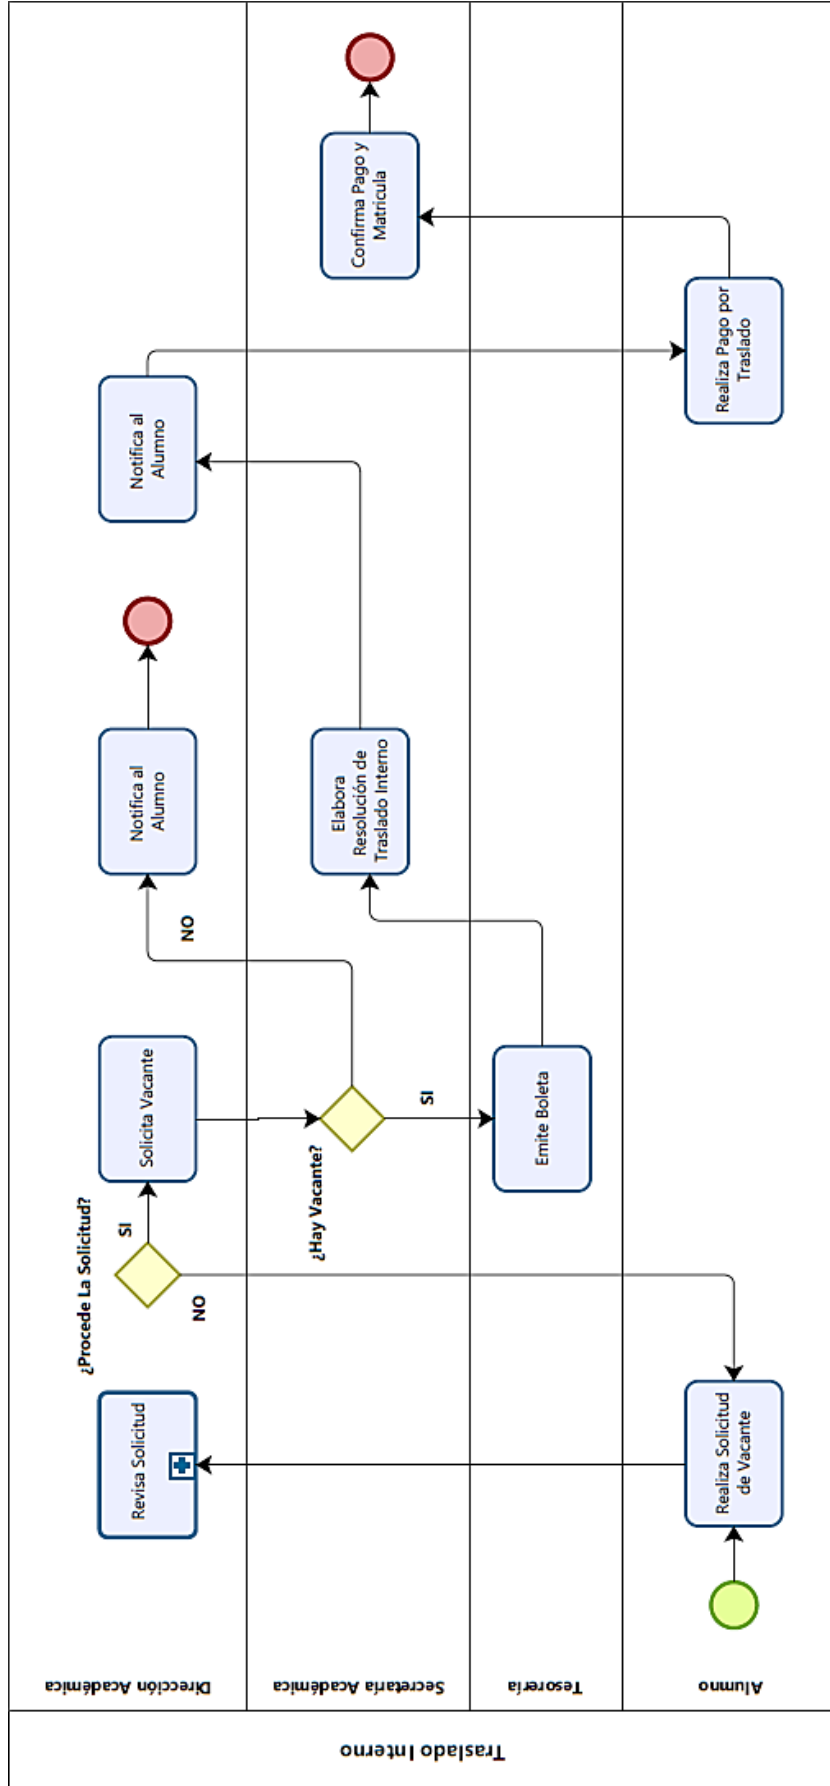 Traslado Interno
Dirección Académica
Secretaría Académica
Tesorería
Alumno
Revisa Solicitud
¿Procede La Solicitud?
SI
NO
Solicita Vacante
NO
Notifica al
Alumno
Notifica al
Alumno
¿Hay Vacante?
SI
Elabora
Resolución de
Traslado Interno
Confirma Pago y
Matricula
Emite Boleta
Realiza Solicitud
de Vacante
Realiza Pago por
Traslado